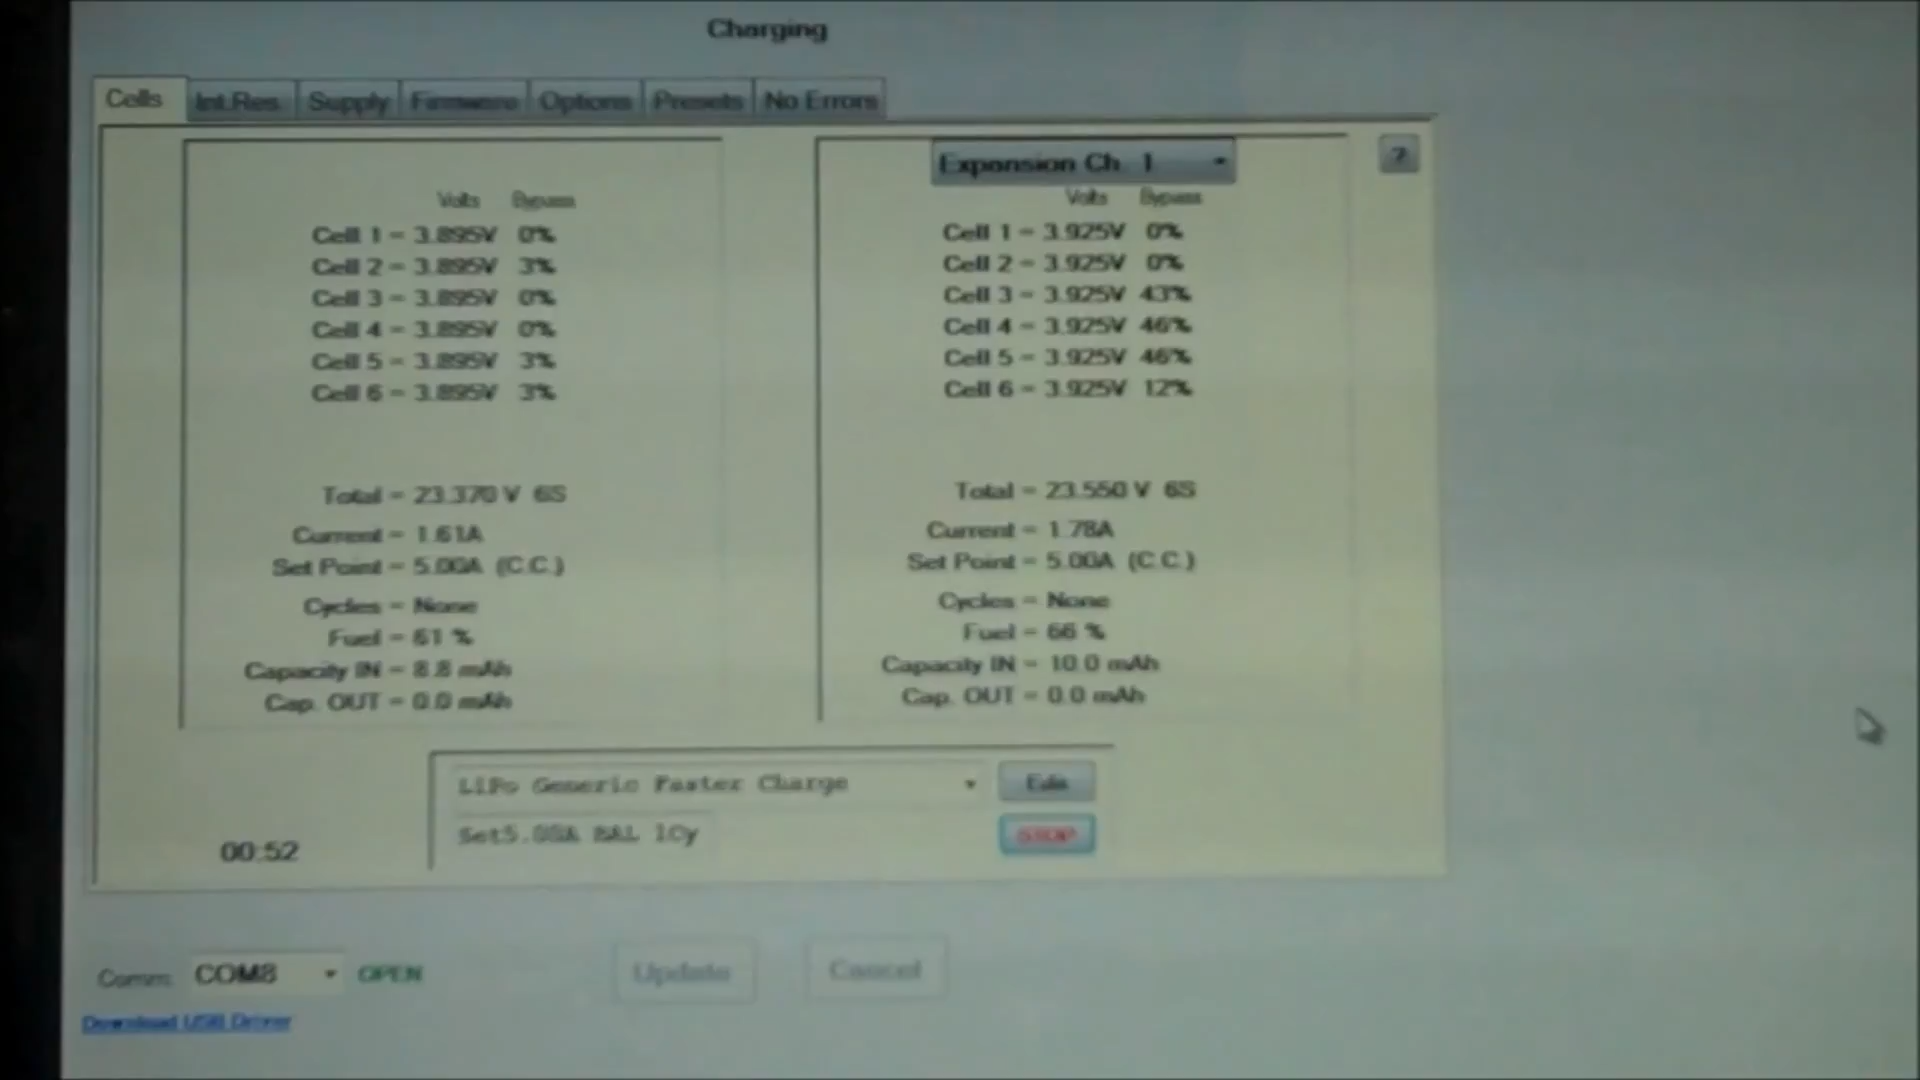 Charging
Cells Int.Res. Supply Firmware Options Presets No Errors
?
Volts Bypass
Cell 1 = 3.895V 0%
Cell 2 = 3.895V 3%
Cell 3 = 3.895V 0%
Cell 4 = 3.895V 0%
Cell 5 = 3.895V 3%
Cell 6 = 3.895V 3%
Total = 23.370 V 6S
Current = 1.61A
Set Point = 5.00A (C.C.)
Cycles = None
Fuel = 61 %
Capacity IN = 8.8 mAh
Cap. OUT = 0.0 mAh
Expansion Ch. 1
Volts Bypass
Cell 1 = 3.925V 0%
Cell 2 = 3.925V 0%
Cell 3 = 3.925V 43%
Cell 4 = 3.925V 46%
Cell 5 = 3.925V 46%
Cell 6 = 3.925V 12%
Total = 23.550 V 6S
Current = 1.78A
Set Point = 5.00A (C.C.)
Cycles = None
Fuel = 66 %
Capacity IN = 10.0 mAh
Cap. OUT = 0.0 mAh
LiPo Generic Faster Charge
Edit
Set5.00A BAL 1Cy
STOP
00:52
Comm: COM8 OPEN
Update
Cancel
Download USB Driver